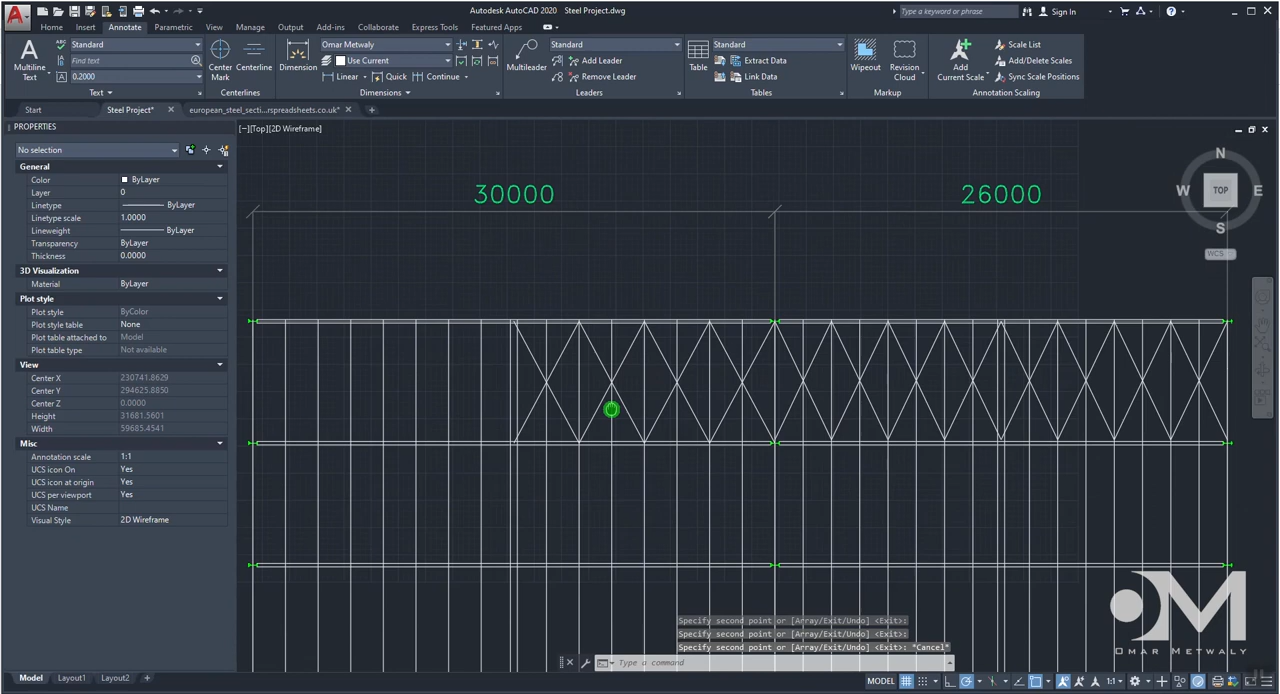 Autodesk AutoCAD 2020 Steel Project.dwg
Type a keyword or phrase
Sign In
Home Insert Annotate Parametric View Manage Output Add-ins Collaborate Express Tools Featured Apps
Multiline Text
Standard
Find text
0.2000
Text
Center Mark
Centerline
Centerlines
Dimension
Omar Metwaly
Use Current
Linear Quick Continue
Dimensions
Multileader
Standard
Add Leader
Remove Leader
Leaders
Table
Standard
Extract Data
Link Data
Tables
Wipeout
Revision Cloud
Markup
Add Current Scale
Scale List
Add/Delete Scales
Sync Scale Positions
Annotation Scaling
Start Steel Project* european_steel_secti...rspreadsheets.co.uk*
PROPERTIES
[−][Top][2D Wireframe]
No selection
General
Color ByLayer
Layer 0
Linetype ByLayer
Linetype scale 1.0000
Lineweight ByLayer
Transparency ByLayer
Thickness 0.0000
3D Visualization
Material ByLayer
Plot style
Plot style ByColor
Plot style table None
Plot table attached to Model
Plot table type Not available
View
Center X 230741.8629
Center Y 294625.8850
Center Z 0.0000
Height 31681.5601
Width 59685.4541
Misc
Annotation scale 1:1
UCS icon On Yes
UCS icon at origin Yes
UCS per viewport Yes
UCS Name
Visual Style 2D Wireframe
30000
26000
N
W TOP E
S
WCS
Specify second point or [Array/Exit/Undo] <Exit>:
Specify second point or [Array/Exit/Undo] <Exit>:
Specify second point or [Array/Exit/Undo] <Exit>: *Cancel*
Type a command
OMAR METWALY
Model Layout1 Layout2
MODEL
1:1